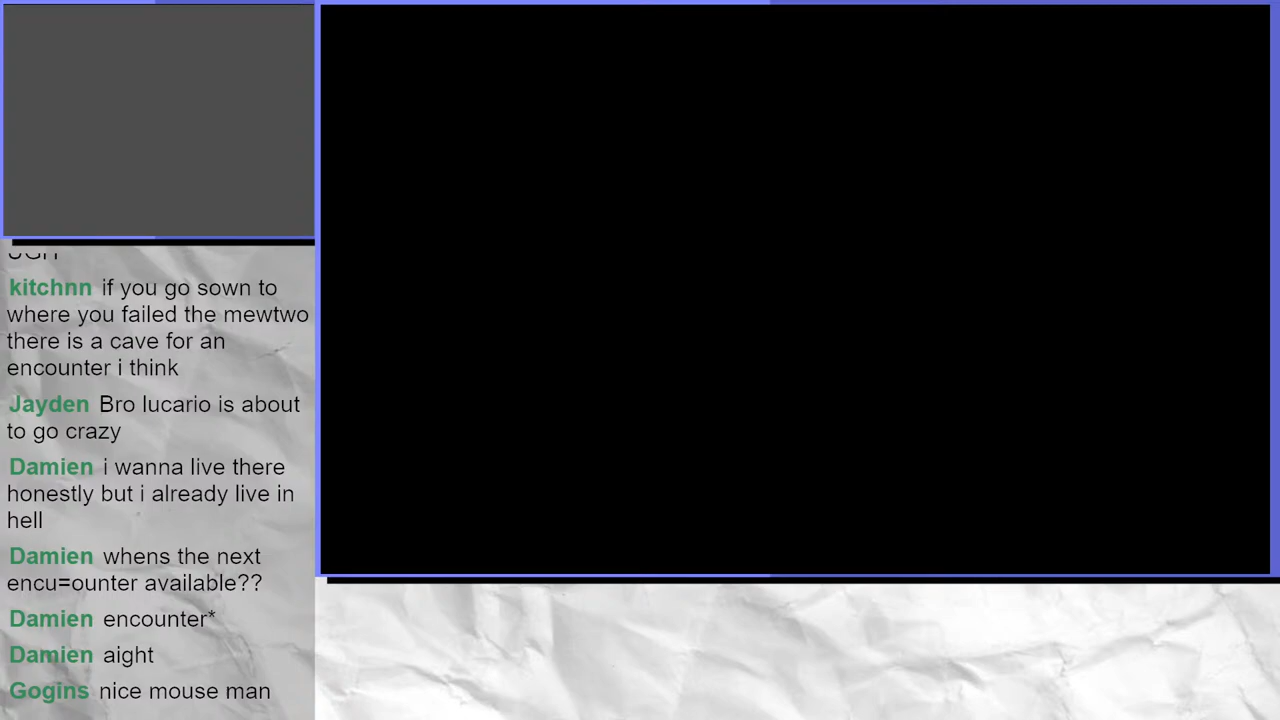 kitchnn if you go sown to
where you failed the mewtwo
there is a cave for an
encounter i think
Jayden Bro lucario is about
to go crazy
Damien i wanna live there
honestly but i already live in
hell
Damien whens the next
encu=ounter available??
Damien encounter*
Damien aight
Gogins nice mouse man